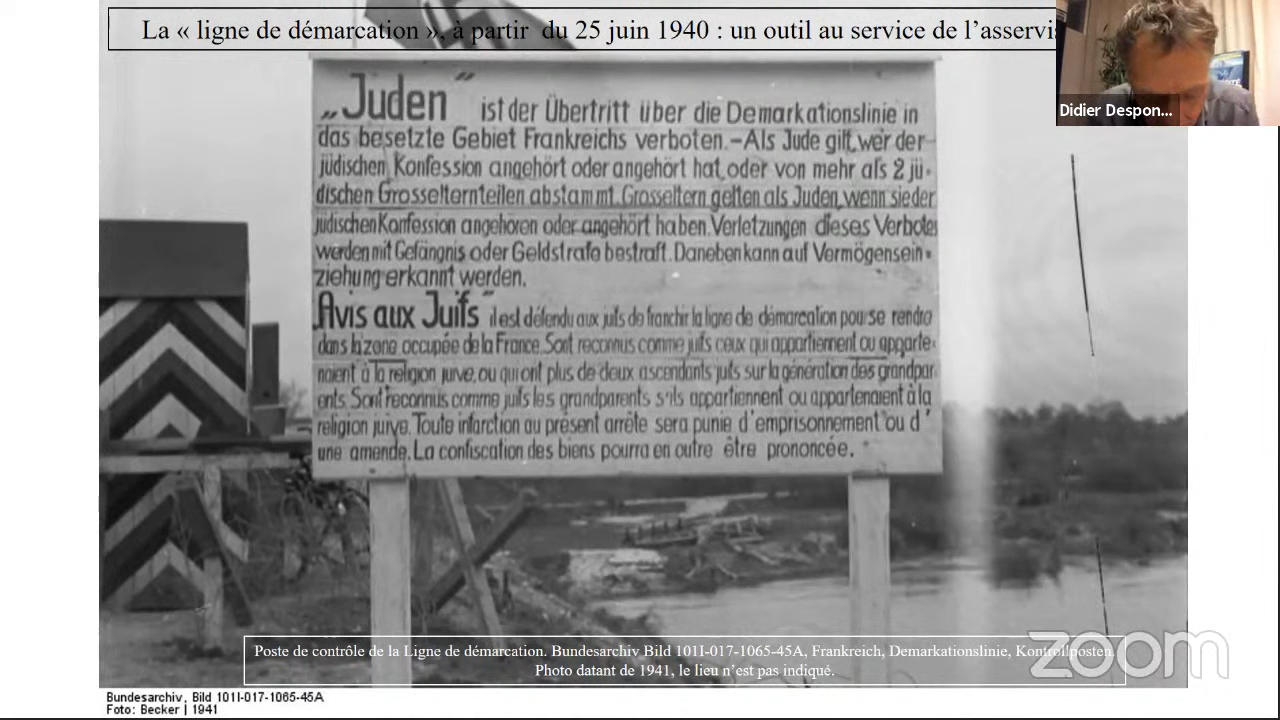 La « ligne de démarcation », à partir du 25 juin 1940 : un outil au service de l'asservi
Didier Despon...
„Juden” ist der Übertritt über die Demarkationslinie in
das besetzte Gebiet Frankreichs verboten.–Als Jude gilt, wer der
jüdischen Konfession angehört oder angehört hat, oder von mehr als 2 jü-
dischen Grosselternteilen abstammt. Grosseltern gelten als Juden, wenn sie der
jüdischen Konfession angehören oder angehört haben. Verletzungen dieses Verbotes
werden mit Gefängnis oder Geldstrafe bestraft. Daneben kann auf Vermögensein-
ziehung erkannt werden.
„Avis aux Juifs” il est défendu aux juifs de franchir la ligne de démarcation pour se rendre
dans la zone occupée de la France. Sont reconnus comme juifs ceux qui appartiennent ou apparte-
naient à la religion juive, ou qui ont plus de deux ascendants juifs sur la génération des grandpar
ents. Sont reconnus comme juifs les grandparents s'ils appartiennent ou appartenaient à la
religion juive. Toute infarction au présent arrête sera punie d'emprisonnement ou d'
une amende. La confiscation des biens pourra en outre être prononcée.
Poste de contrôle de la Ligne de démarcation. Bundesarchiv Bild 101I-017-1065-45A, Frankreich, Demarkationslinie, Kontrollposten.
Photo datant de 1941, le lieu n'est pas indiqué.
zoom
Bundesarchiv, Bild 101I-017-1065-45A
Foto: Becker | 1941